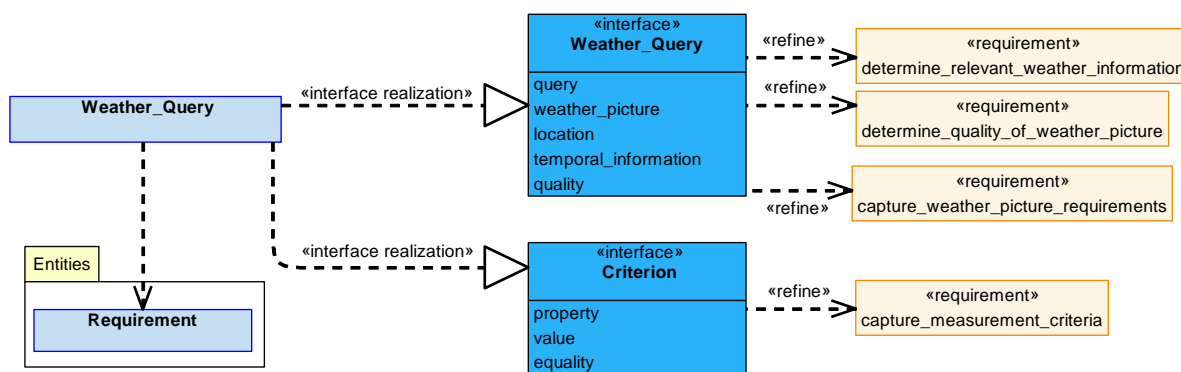 Weather_Query
«interface realization»
«interface»
Weather_Query
query
weather_picture
location
temporal_information
quality
«refine»
«requirement»
determine_relevant_weather_information
«refine»
«requirement»
determine_quality_of_weather_picture
«refine»
«requirement»
capture_weather_picture_requirements
«interface realization»
«interface»
Criterion
property
value
equality
«refine»
«requirement»
capture_measurement_criteria
Entities
Requirement